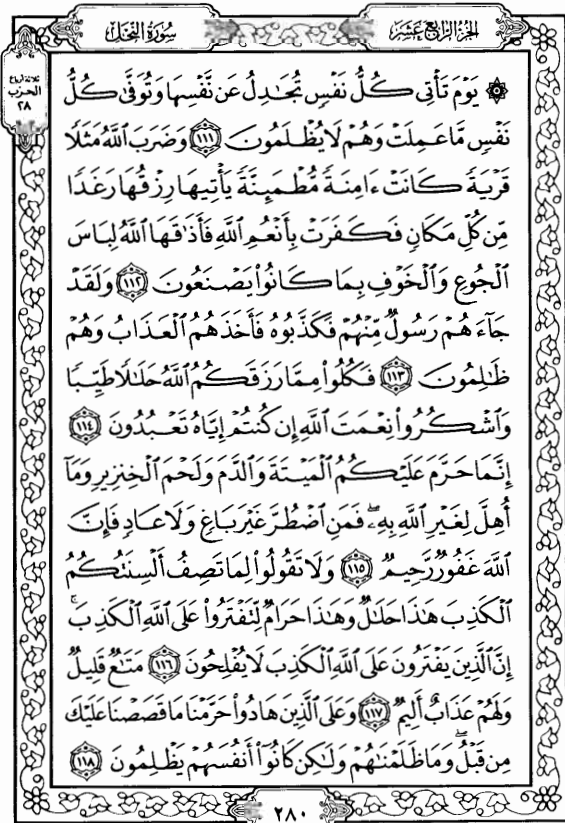 الجزء الرابع عشر
سورة النحل
ثلاثة أرباع
الحزب
٢٨
۞ يَوْمَ تَأْتِي كُلُّ نَفْسٍ تُجَٰدِلُ عَن نَّفْسِهَا وَتُوَفَّىٰ كُلُّ
نَفْسٍ مَّا عَمِلَتْ وَهُمْ لَا يُظْلَمُونَ ١١١ وَضَرَبَ ٱللَّهُ مَثَلًا
قَرْيَةً كَانَتْ ءَامِنَةً مُّطْمَئِنَّةً يَأْتِيهَا رِزْقُهَا رَغَدًا
مِّن كُلِّ مَكَانٍ فَكَفَرَتْ بِأَنْعُمِ ٱللَّهِ فَأَذَٰقَهَا ٱللَّهُ لِبَاسَ
ٱلْجُوعِ وَٱلْخَوْفِ بِمَا كَانُوا۟ يَصْنَعُونَ ١١٢ وَلَقَدْ
جَآءَهُمْ رَسُولٌ مِّنْهُمْ فَكَذَّبُوهُ فَأَخَذَهُمُ ٱلْعَذَابُ وَهُمْ
ظَٰلِمُونَ ١١٣ فَكُلُوا۟ مِمَّا رَزَقَكُمُ ٱللَّهُ حَلَٰلًا طَيِّبًا
وَٱشْكُرُوا۟ نِعْمَتَ ٱللَّهِ إِن كُنتُمْ إِيَّاهُ تَعْبُدُونَ ١١٤
إِنَّمَا حَرَّمَ عَلَيْكُمُ ٱلْمَيْتَةَ وَٱلدَّمَ وَلَحْمَ ٱلْخِنزِيرِ وَمَآ
أُهِلَّ لِغَيْرِ ٱللَّهِ بِهِۦ ۖ فَمَنِ ٱضْطُرَّ غَيْرَ بَاغٍ وَلَا عَادٍ فَإِنَّ
ٱللَّهَ غَفُورٌ رَّحِيمٌ ١١٥ وَلَا تَقُولُوا۟ لِمَا تَصِفُ أَلْسِنَتُكُمُ
ٱلْكَذِبَ هَٰذَا حَلَٰلٌ وَهَٰذَا حَرَامٌ لِّتَفْتَرُوا۟ عَلَى ٱللَّهِ ٱلْكَذِبَ ۚ
إِنَّ ٱلَّذِينَ يَفْتَرُونَ عَلَى ٱللَّهِ ٱلْكَذِبَ لَا يُفْلِحُونَ ١١٦ مَتَٰعٌ قَلِيلٌ
وَلَهُمْ عَذَابٌ أَلِيمٌ ١١٧ وَعَلَى ٱلَّذِينَ هَادُوا۟ حَرَّمْنَا مَا قَصَصْنَا عَلَيْكَ
مِن قَبْلُ ۖ وَمَا ظَلَمْنَٰهُمْ وَلَٰكِن كَانُوٓا۟ أَنفُسَهُمْ يَظْلِمُونَ ١١٨
٢٨٠